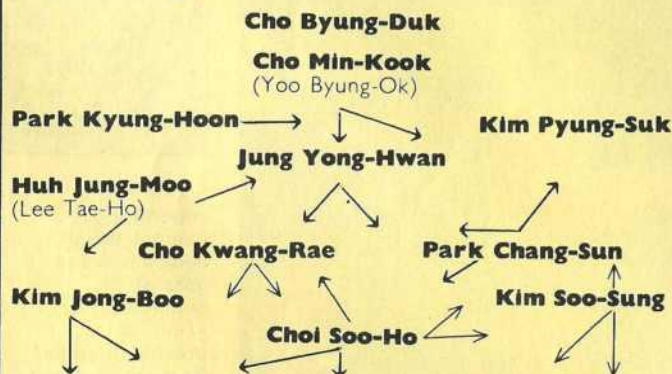 Cho Byung-Duk
Cho Min-Kook
(Yoo Byung-Ok)
Park Kyung-Hoon
Kim Pyung-Suk
Jung Yong-Hwan
Huh Jung-Moo
(Lee Tae-Ho)
Cho Kwang-Rae
Park Chang-Sun
Kim Jong-Boo
Kim Soo-Sung
Choi Soo-Ho